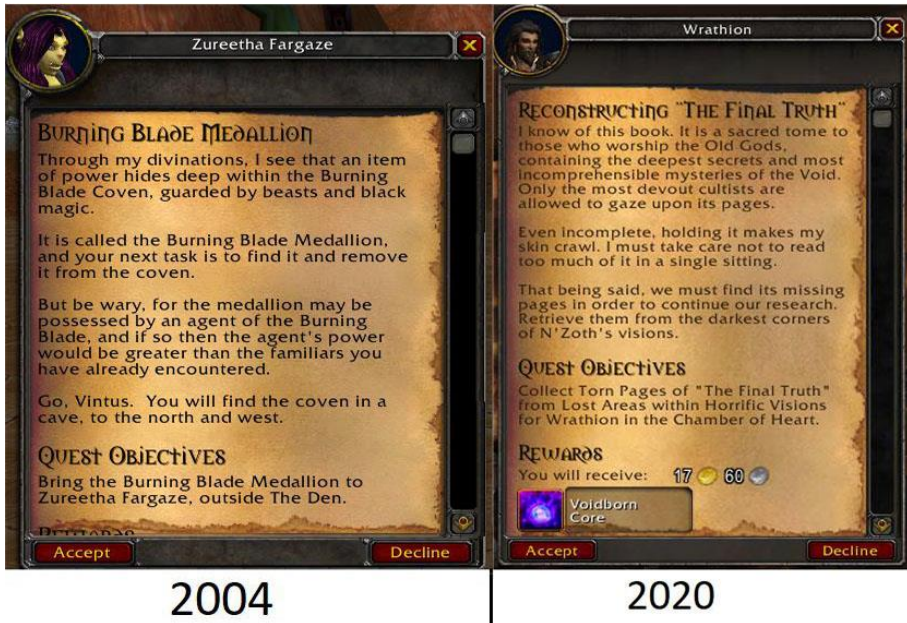 Zureetha Fargaze
Burning Blade Medallion
Through my divinations, I see that an item
of power hides deep within the Burning
Blade Coven, guarded by beasts and black
magic.
It is called the Burning Blade Medallion,
and your next task is to find it and remove
it from the coven.
But be wary, for the medallion may be
possessed by an agent of the Burning
Blade, and if so then the agent's power
would be greater than the familiars you
have already encountered.
Go, Vintus. You will find the coven in a
cave, to the north and west.
Quest Objectives
Bring the Burning Blade Medallion to
Zureetha Fargaze, outside The Den.
Accept
Decline
2004
Wrathion
Reconstructing "The Final Truth"
I know of this book. It is a sacred tome to
those who worship the Old Gods,
containing the deepest secrets and most
incomprehensible mysteries of the Void.
Only the most devout cultists are
allowed to gaze upon its pages.
Even incomplete, holding it makes my
skin crawl. I must take care not to read
too much of it in a single sitting.
That being said, we must find its missing
pages in order to continue our research.
Retrieve them from the darkest corners
of N'Zoth's visions.
Quest Objectives
Collect Torn Pages of "The Final Truth"
from Lost Areas within Horrific Visions
for Wrathion in the Chamber of Heart.
Rewards
You will receive: 17 60
Voidborn
Core
Accept
Decline
2020